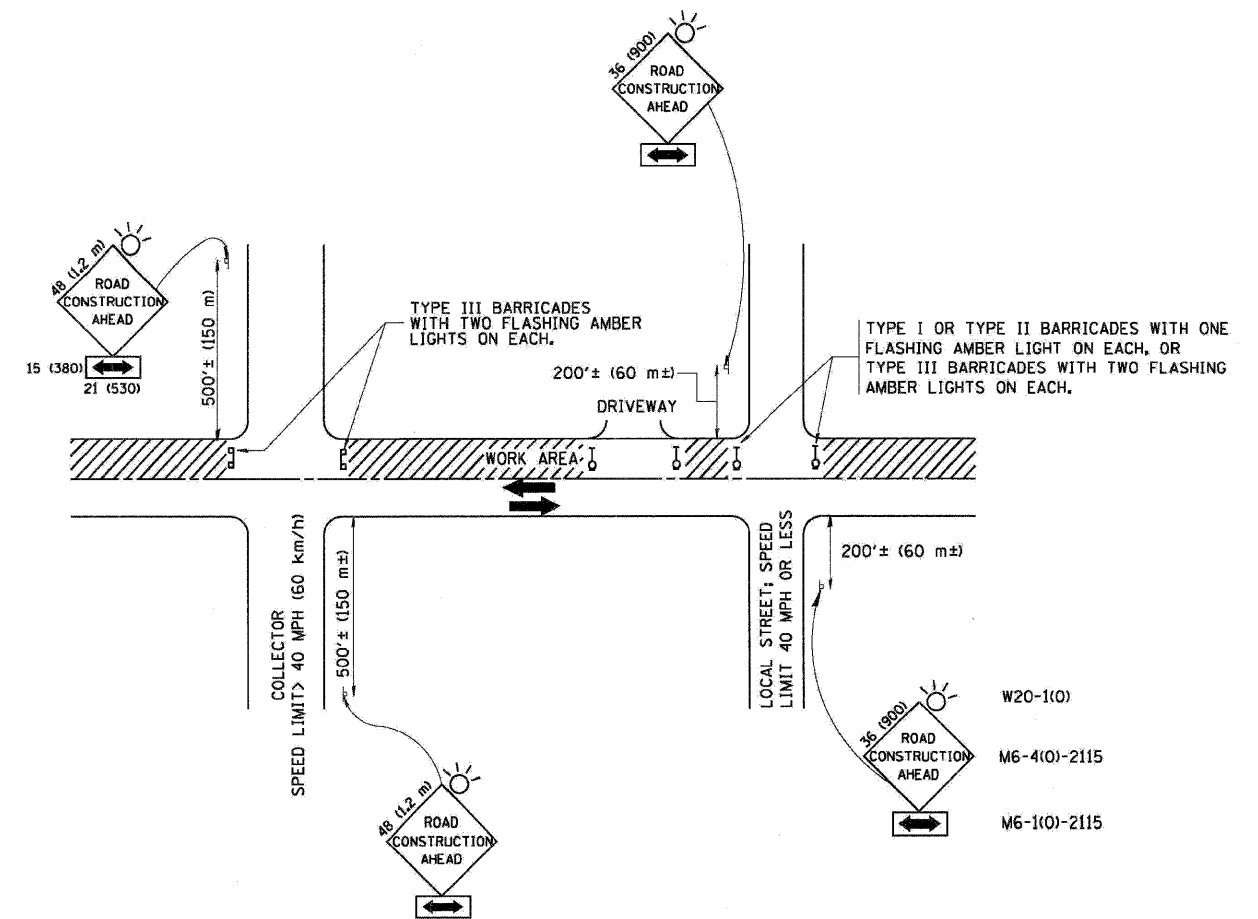 36 (900)
ROAD
CONSTRUCTION
AHEAD
48 (1.2 m)
ROAD
CONSTRUCTION
AHEAD
15 (380)
21 (530)
500'± (150 m)
TYPE III BARRICADES
WITH TWO FLASHING AMBER
LIGHTS ON EACH.
TYPE I OR TYPE II BARRICADES WITH ONE
FLASHING AMBER LIGHT ON EACH. OR
TYPE III BARRICADES WITH TWO FLASHING
AMBER LIGHTS ON EACH.
200'± (60 m±)
DRIVEWAY
WORK AREA
COLLECTOR
SPEED LIMIT> 40 MPH (60 km/h)
500'± (150 m±)
LOCAL STREET; SPEED
LIMIT 40 MPH OR LESS
200'± (60 m±)
36 (900)
ROAD
CONSTRUCTION
AHEAD
W20-1(O)
M6-4(O)-2115
M6-1(O)-2115
48 (1.2 m)
ROAD
CONSTRUCTION
AHEAD